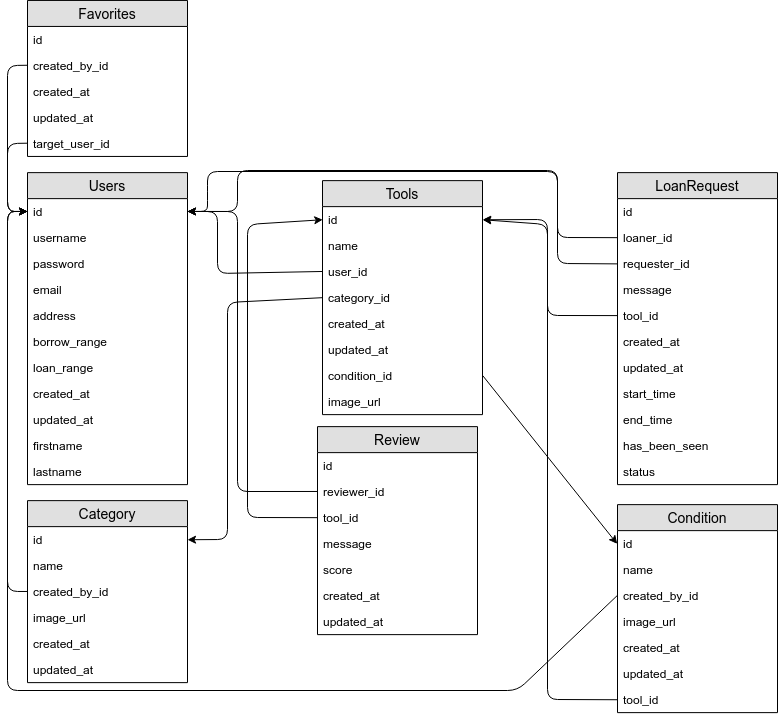 Favorites
id
created_by_id
created_at
updated_at
target_user_id
Users
id
username
password
email
address
borrow_range
loan_range
created_at
updated_at
firstname
lastname
Category
id
name
created_by_id
image_url
created_at
updated_at
Tools
id
name
user_id
category_id
created_at
updated_at
condition_id
image_url
Review
id
reviewer_id
tool_id
message
score
created_at
updated_at
LoanRequest
id
loaner_id
requester_id
message
tool_id
created_at
updated_at
start_time
end_time
has_been_seen
status
Condition
id
name
created_by_id
image_url
created_at
updated_at
tool_id